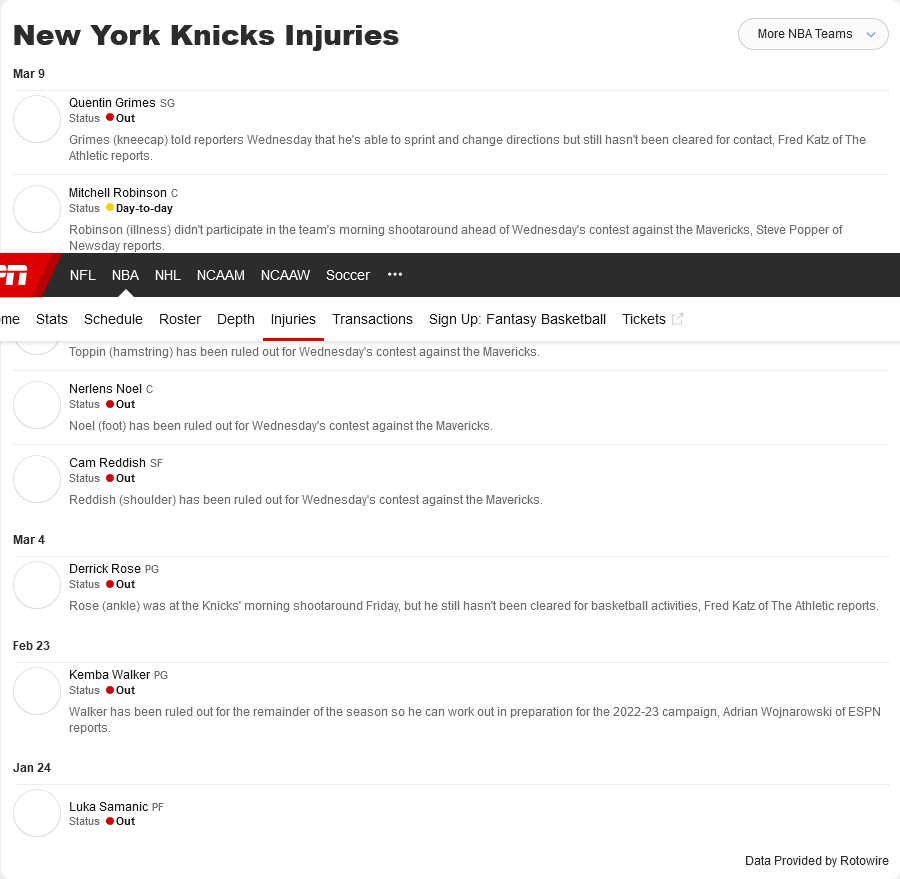 New York Knicks Injuries
More NBA Teams
Mar 9
Quentin Grimes SG
Status Out
Grimes (kneecap) told reporters Wednesday that he's able to sprint and change directions but still hasn't been cleared for contact, Fred Katz of The
Athletic reports.
Mitchell Robinson C
Status Day-to-day
Robinson (illness) didn't participate in the team's morning shootaround ahead of Wednesday's contest against the Mavericks, Steve Popper of
Newsday reports.
NFL NBA NHL NCAAM NCAAW Soccer •••
Stats Schedule Roster Depth Injuries Transactions Sign Up: Fantasy Basketball Tickets
Toppin (hamstring) has been ruled out for Wednesday's contest against the Mavericks.
Nerlens Noel C
Status Out
Noel (foot) has been ruled out for Wednesday's contest against the Mavericks.
Cam Reddish SF
Status Out
Reddish (shoulder) has been ruled out for Wednesday's contest against the Mavericks.
Mar 4
Derrick Rose PG
Status Out
Rose (ankle) was at the Knicks' morning shootaround Friday, but he still hasn't been cleared for basketball activities, Fred Katz of The Athletic reports.
Feb 23
Kemba Walker PG
Status Out
Walker has been ruled out for the remainder of the season so he can work out in preparation for the 2022-23 campaign, Adrian Wojnarowski of ESPN
reports.
Jan 24
Luka Samanic PF
Status Out
Data Provided by Rotowire